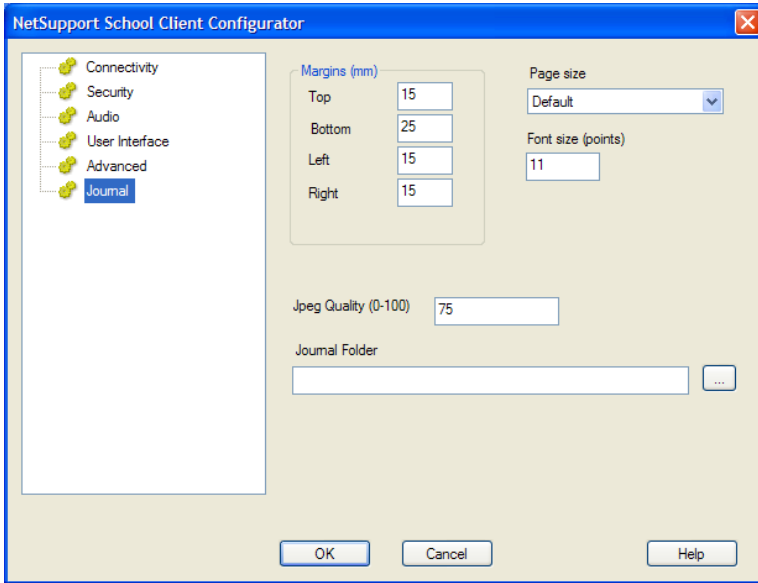 NetSupport School Client Configurator
Connectivity
Security
Audio
User Interface
Advanced
Journal
Margins (mm)
Top 15
Bottom 25
Left 15
Right 15
Page size
Default
Font size (points)
11
Jpeg Quality (0-100) 75
Journal Folder
...
OK Cancel Help